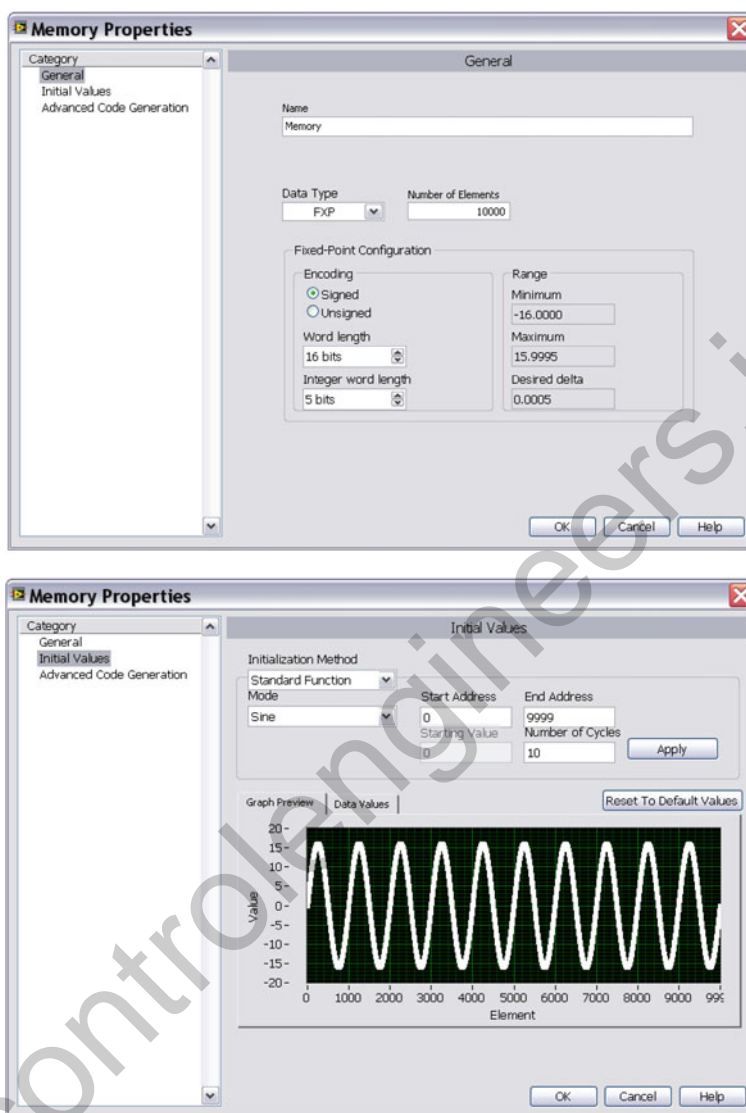 Memory Properties
Category
General
Initial Values
Advanced Code Generation
General
Name
Memory
Data Type
Number of Elements
FXP
10000
Fixed-Point Configuration
Encoding
Signed
Unsigned
Word length
16 bits
Integer word length
5 bits
Range
Minimum
-16.0000
Maximum
15.9995
Desired delta
0.0005
OK
Cancel
Help
Memory Properties
Category
General
Initial Values
Advanced Code Generation
Initial Values
Initialization Method
Standard Function
Mode
Sine
Start Address
0
End Address
9999
Starting Value
0
Number of Cycles
10
Apply
Graph Preview
Data Values
Reset To Default Values
20
15
10
5
0
-5
-10
-15
-20
Value
0 1000 2000 3000 4000 5000 6000 7000 8000 9000 999
Element
OK
Cancel
Help
controlengineers.i